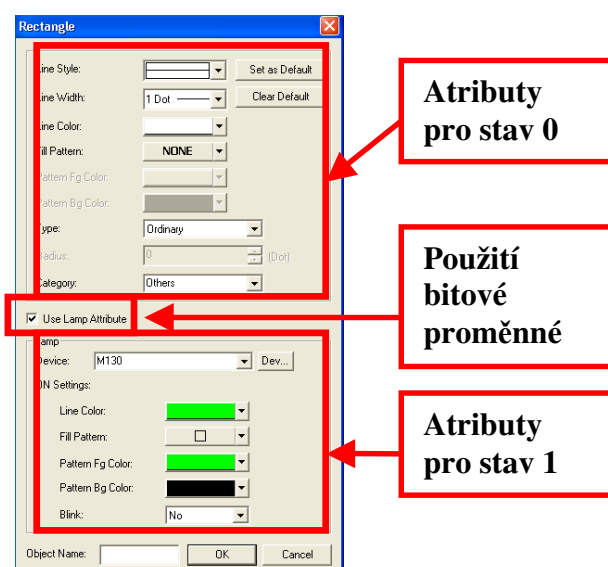 Rectangle
Line Style:
Set as Default
Line Width:
1 Dot
Clear Default
Line Color:
Fill Pattern:
NONE
Pattern Fg Color:
Pattern Bg Color:
Type:
Ordinary
Radius:
0
(Dot)
Category:
Others
Use Lamp Attribute
Lamp
Device:
M130
Dev...
ON Settings:
Line Color:
Fill Pattern:
Pattern Fg Color:
Pattern Bg Color:
Blink:
No
Object Name:
OK
Cancel
Atributy
pro stav 0
Použití
bitové
proměnné
Atributy
pro stav 1